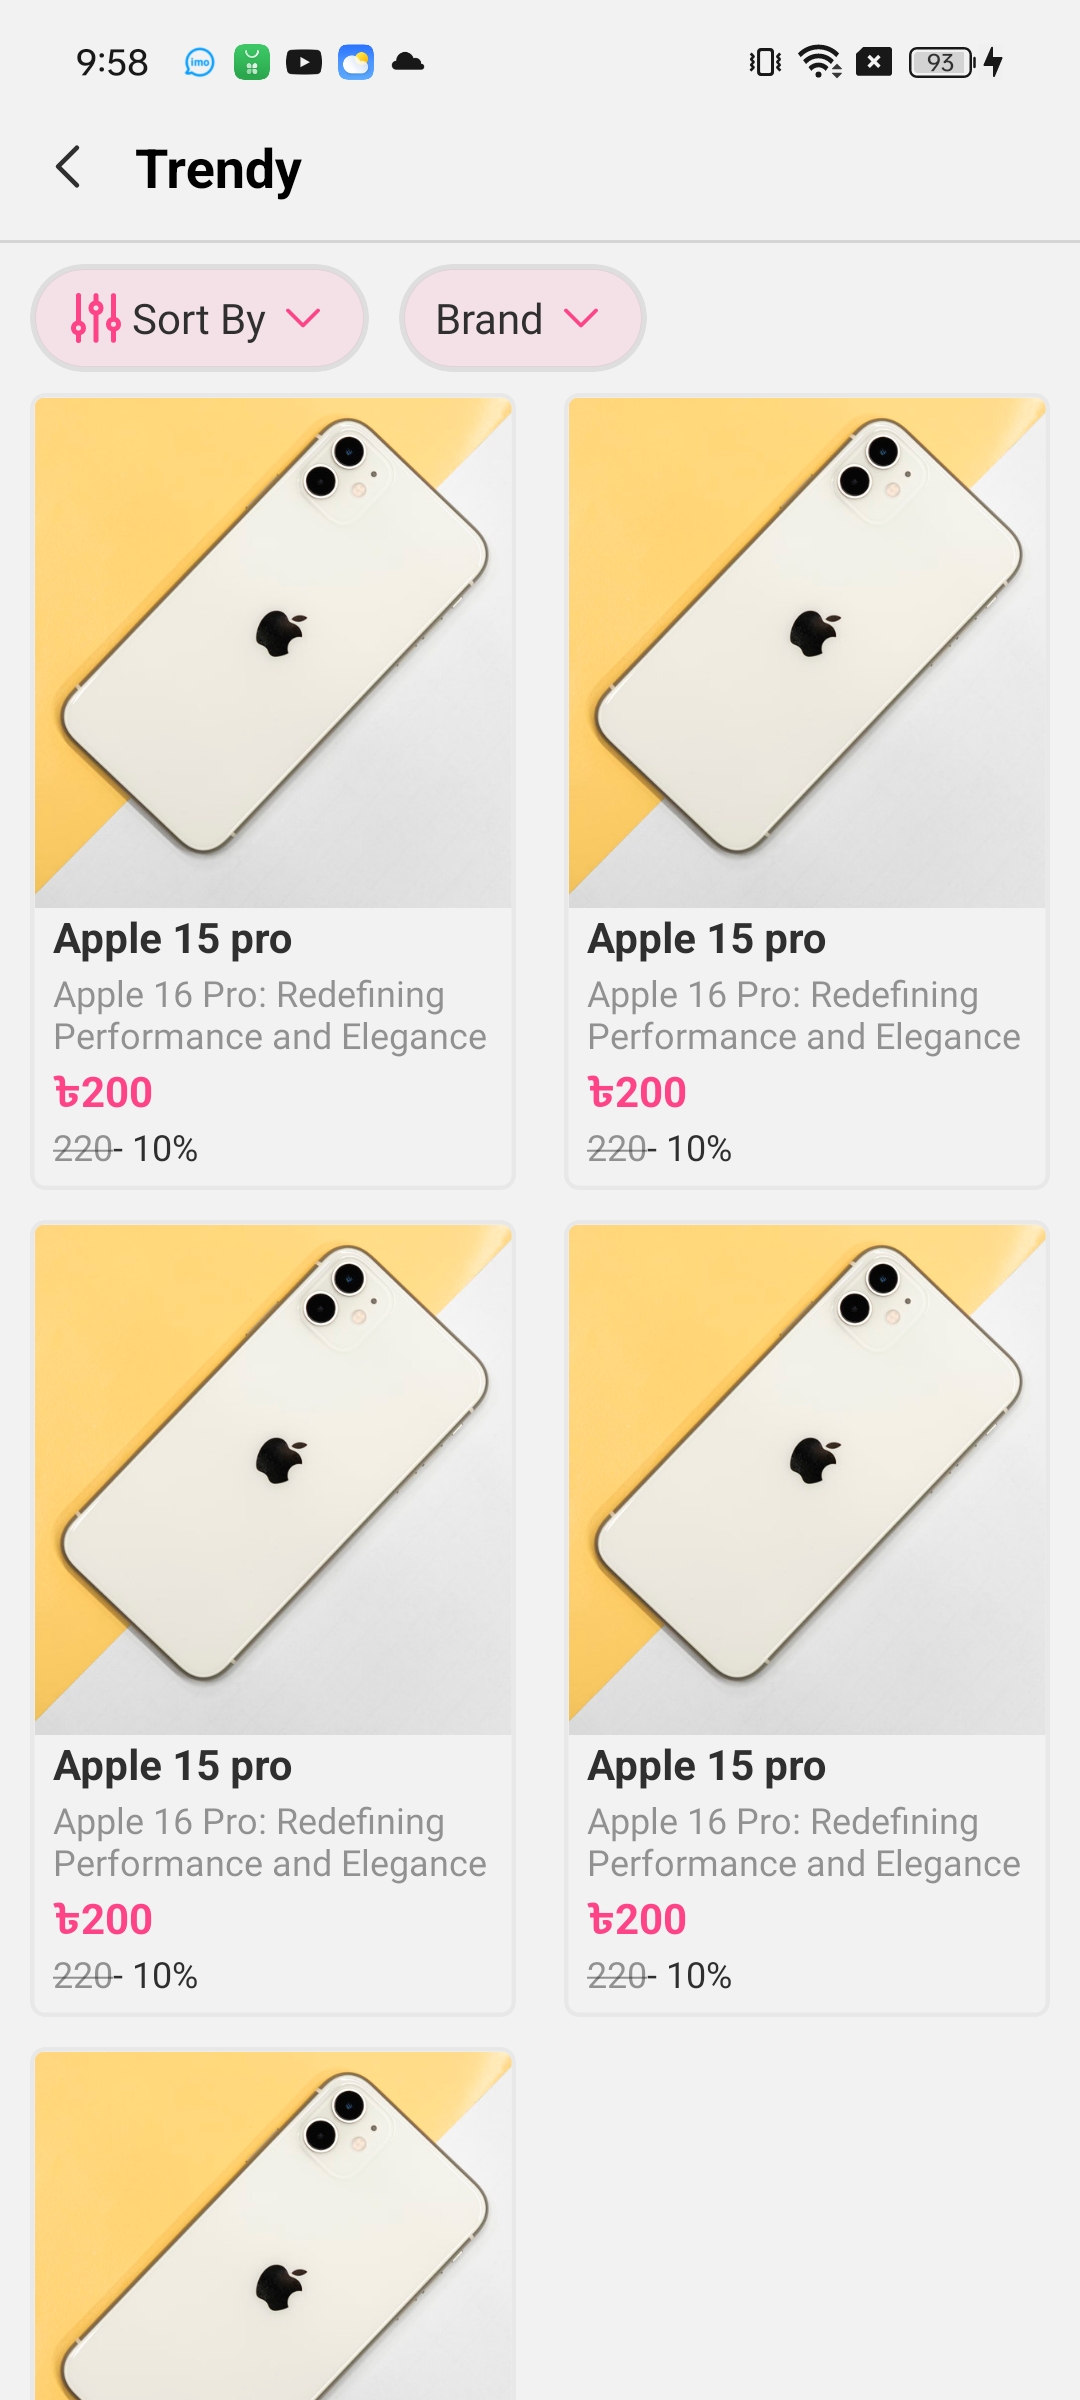 9:58
imo
93
Trendy
Sort By
Brand
Apple 15 pro
Apple 16 Pro: Redefining
Performance and Elegance
৳200
220- 10%
Apple 15 pro
Apple 16 Pro: Redefining
Performance and Elegance
৳200
220- 10%
Apple 15 pro
Apple 16 Pro: Redefining
Performance and Elegance
৳200
220- 10%
Apple 15 pro
Apple 16 Pro: Redefining
Performance and Elegance
৳200
220- 10%